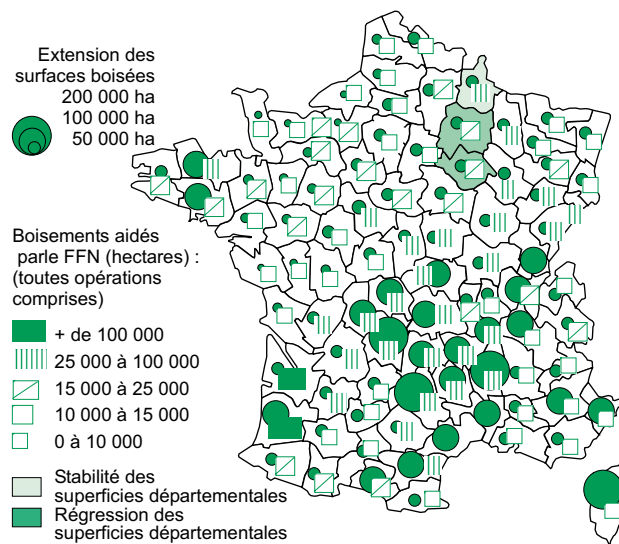 Extension des
surfaces boisées
200 000 ha
100 000 ha
50 000 ha
Boisements aidés
parle FFN (hectares) :
(toutes opérations
comprises)
+ de 100 000
25 000 à 100 000
15 000 à 25 000
10 000 à 15 000
0 à 10 000
Stabilité des
superficies départementales
Régression des
superficies départementales